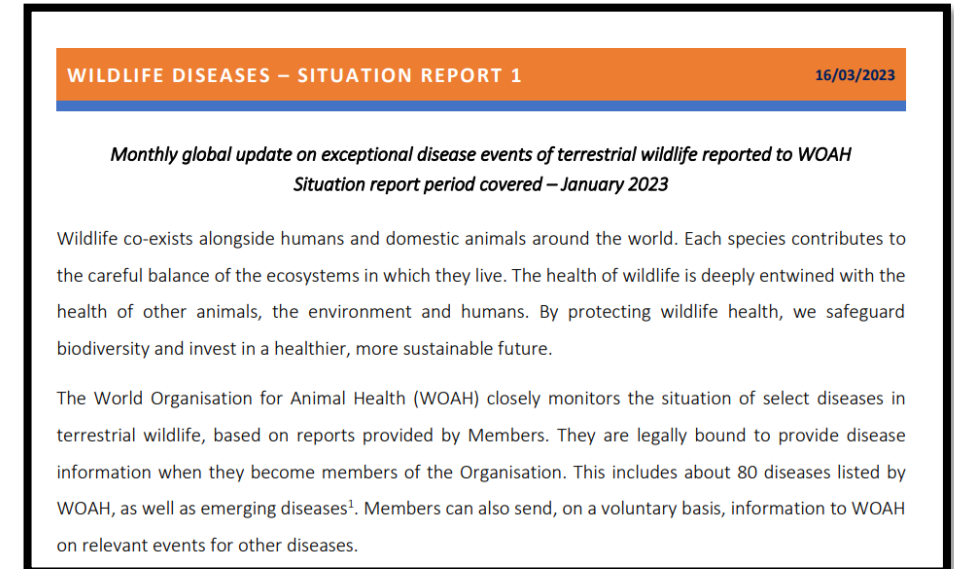 WILDLIFE DISEASES – SITUATION REPORT 1 16/03/2023
Monthly global update on exceptional disease events of terrestrial wildlife reported to WOAH
Situation report period covered – January 2023
Wildlife co-exists alongside humans and domestic animals around the world. Each species contributes to
the careful balance of the ecosystems in which they live. The health of wildlife is deeply entwined with the
health of other animals, the environment and humans. By protecting wildlife health, we safeguard
biodiversity and invest in a healthier, more sustainable future.
The World Organisation for Animal Health (WOAH) closely monitors the situation of select diseases in
terrestrial wildlife, based on reports provided by Members. They are legally bound to provide disease
information when they become members of the Organisation. This includes about 80 diseases listed by
WOAH, as well as emerging diseases¹. Members can also send, on a voluntary basis, information to WOAH
on relevant events for other diseases.